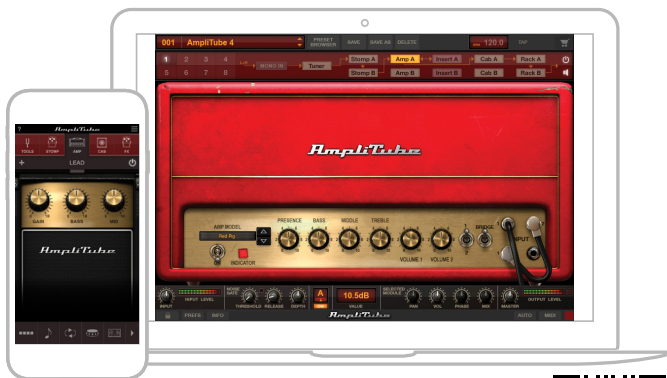 001 AmpliTube 4 PRESET BROWSER SAVE SAVE AS DELETE 120.0 TAP
1 2 3 4 MONO IN Tuner Stomp A Amp A Insert A Cab A Rack A
5 6 7 8 Stomp B Amp B Insert B Cab B Rack B
AmpliTube
AMP MODEL
Red Pig
ON
INDICATOR
PRESENCE BASS MIDDLE TREBLE
VOLUME 1 VOLUME 2
BRIDGE
INPUT
INPUT
INPUT LEVEL
NOISE GATE
THRESHOLD RELEASE DEPTH
A
10.5dB
VALUE
SELECTED MODULE
PAN VOL PHASE MIX MASTER
OUTPUT LEVEL
PREFS INFO AmpliTube AUTO MIDI
? AmpliTube
TOOLS STOMP AMP CAB FX
+ LEAD
GAIN BASS MID
AmpliTube